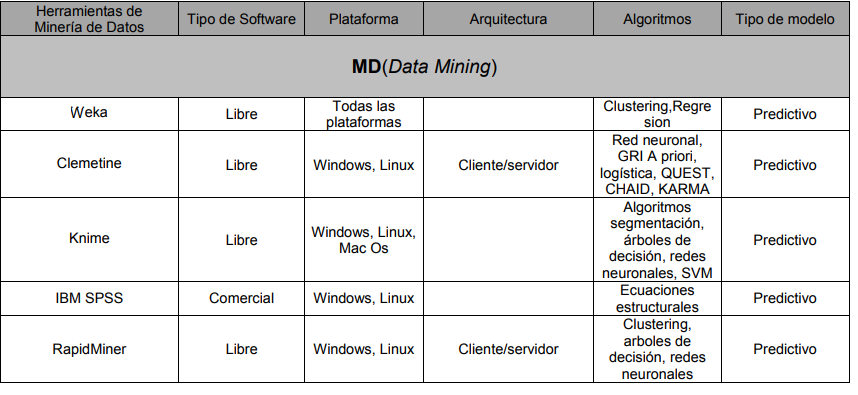 Herramientas de
Minería de Datos
Tipo de Software
Plataforma
Arquitectura
Algoritmos
Tipo de modelo
MD(Data Mining)
Weka
Libre
Todas las
plataformas
Clustering,Regre
sion
Predictivo
Clemetine
Libre
Windows, Linux
Cliente/servidor
Red neuronal,
GRI A priori,
logística, QUEST,
CHAID, KARMA
Predictivo
Knime
Libre
Windows, Linux,
Mac Os
Algoritmos
segmentación,
árboles de
decisión, redes
neuronales, SVM
Predictivo
IBM SPSS
Comercial
Windows, Linux
Ecuaciones
estructurales
Predictivo
RapidMiner
Libre
Windows, Linux
Cliente/servidor
Clustering,
arboles de
decisión, redes
neuronales
Predictivo